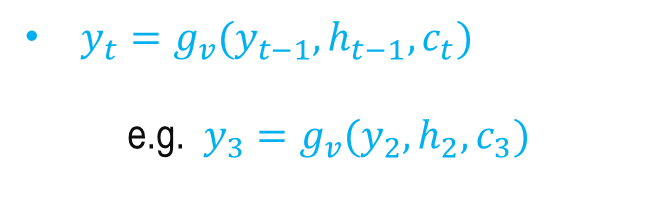 • y_t = g_v(y_{t−1}, h_{t−1}, c_t)
e.g. y_3 = g_v(y_2, h_2, c_3)